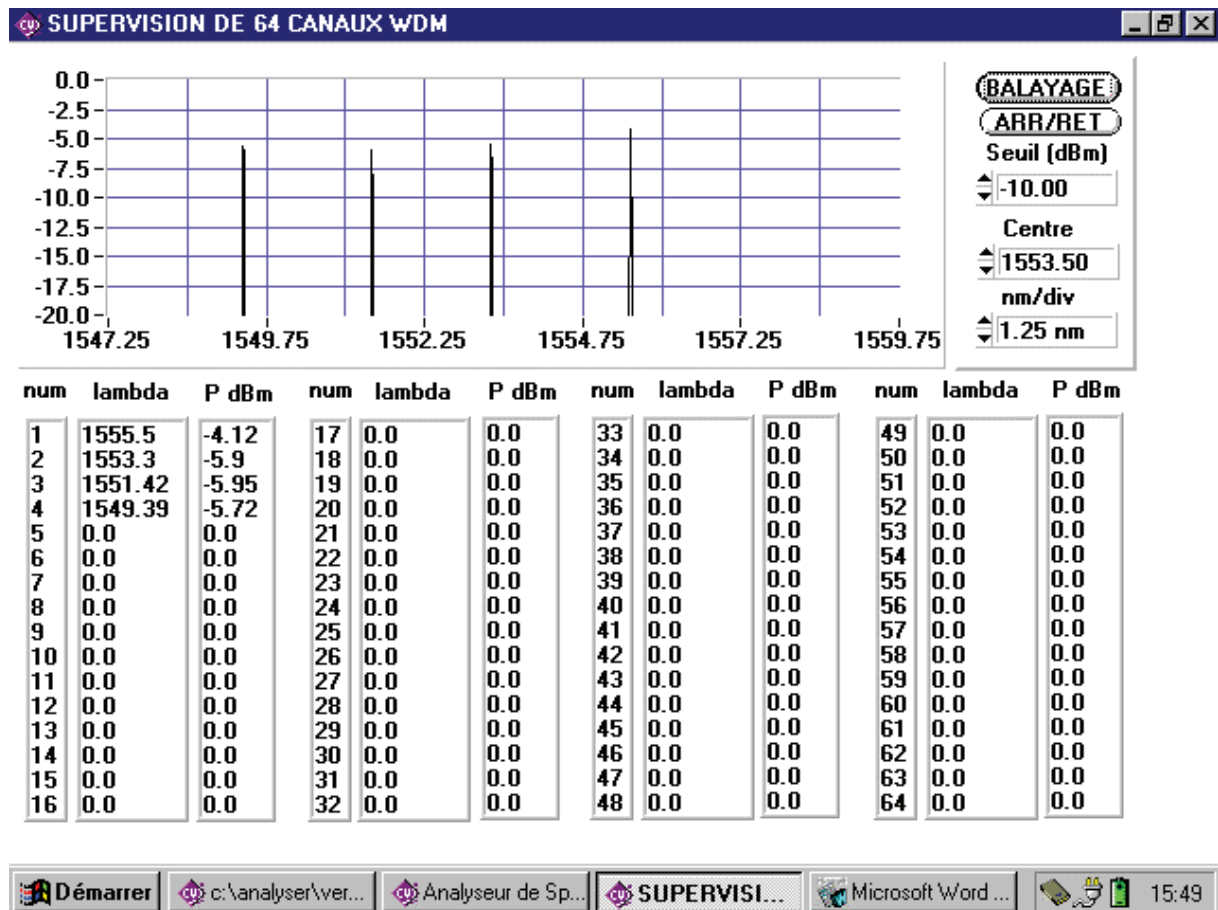 SUPERVISION DE 64 CANAUX WDM
0.0
-2.5
-5.0
-7.5
-10.0
-12.5
-15.0
-17.5
-20.0
1547.25 1549.75 1552.25 1554.75 1557.25 1559.75
BALAYAGE
ARR/RET
Seuil (dBm)
-10.00
Centre
1553.50
nm/div
1.25 nm
num lambda P dBm num lambda P dBm num lambda P dBm num lambda P dBm
1 1555.5 -4.12 17 0.0 0.0 33 0.0 0.0 49 0.0 0.0
2 1553.3 -5.9 18 0.0 0.0 34 0.0 0.0 50 0.0 0.0
3 1551.42 -5.95 19 0.0 0.0 35 0.0 0.0 51 0.0 0.0
4 1549.39 -5.72 20 0.0 0.0 36 0.0 0.0 52 0.0 0.0
5 0.0 0.0 21 0.0 0.0 37 0.0 0.0 53 0.0 0.0
6 0.0 0.0 22 0.0 0.0 38 0.0 0.0 54 0.0 0.0
7 0.0 0.0 23 0.0 0.0 39 0.0 0.0 55 0.0 0.0
8 0.0 0.0 24 0.0 0.0 40 0.0 0.0 56 0.0 0.0
9 0.0 0.0 25 0.0 0.0 41 0.0 0.0 57 0.0 0.0
10 0.0 0.0 26 0.0 0.0 42 0.0 0.0 58 0.0 0.0
11 0.0 0.0 27 0.0 0.0 43 0.0 0.0 59 0.0 0.0
12 0.0 0.0 28 0.0 0.0 44 0.0 0.0 60 0.0 0.0
13 0.0 0.0 29 0.0 0.0 45 0.0 0.0 61 0.0 0.0
14 0.0 0.0 30 0.0 0.0 46 0.0 0.0 62 0.0 0.0
15 0.0 0.0 31 0.0 0.0 47 0.0 0.0 63 0.0 0.0
16 0.0 0.0 32 0.0 0.0 48 0.0 0.0 64 0.0 0.0
Démarrer c:\analyser\ver... Analyseur de Sp... SUPERVISI... Microsoft Word ... 15:49